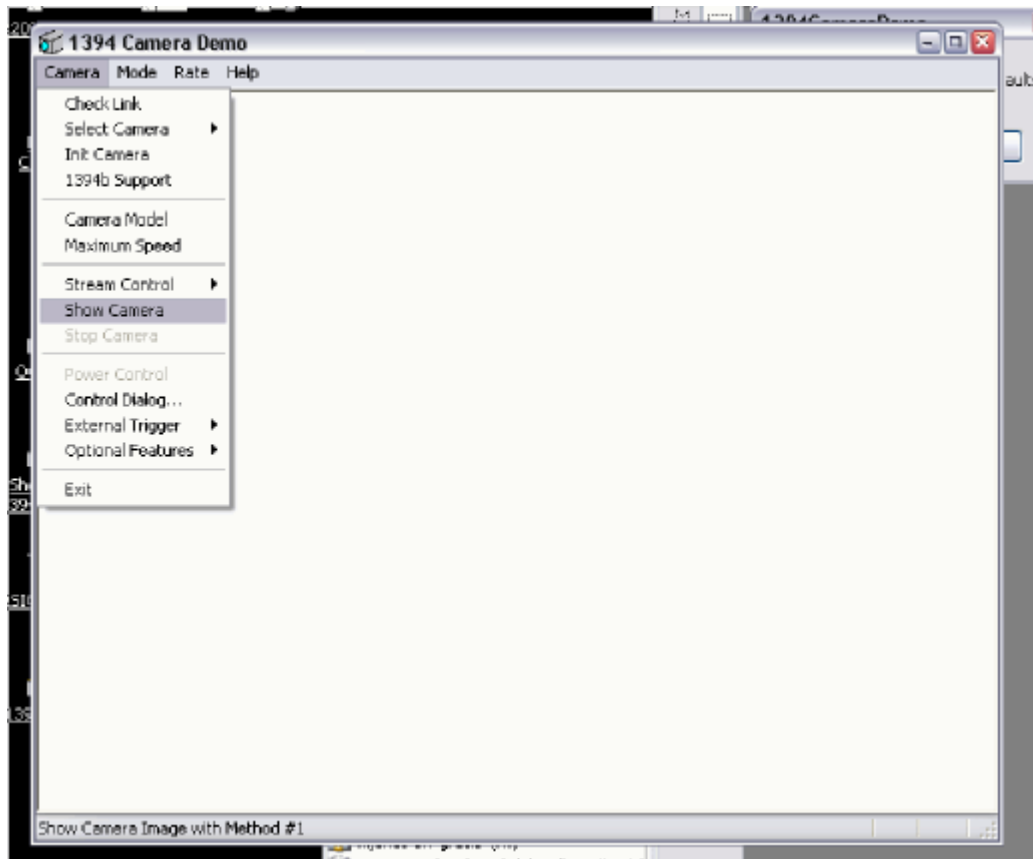 1394 Camera Demo
Camera Mode Rate Help
Check Link
Select Camera
Init Camera
1394b Support
Camera Model
Maximum Speed
Stream Control
Show Camera
Stop Camera
Power Control
Control Dialog...
External Trigger
Optional Features
Exit
Show Camera Image with Method #1